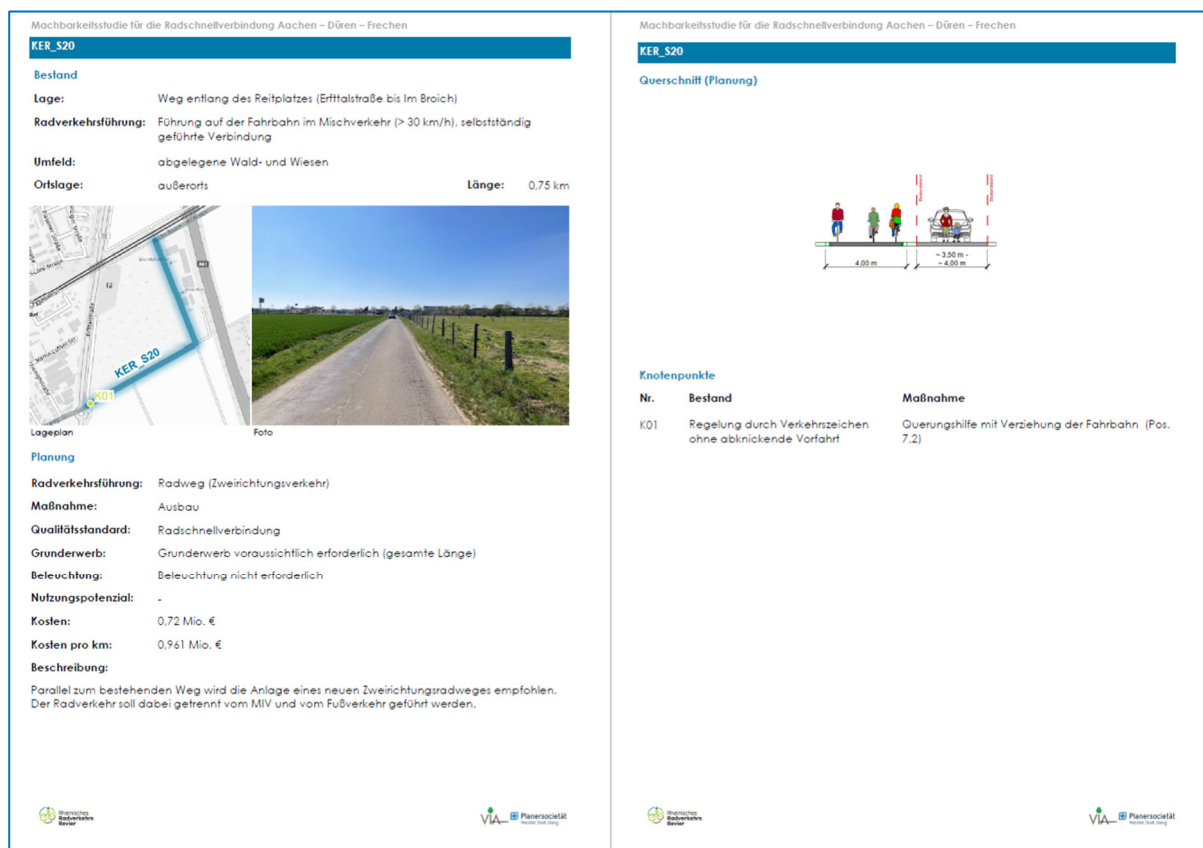 Machbarkeitsstudie für die Radschnellverbindung Aachen – Düren – Frechen
KER_S20
Bestand
Lage: Weg entlang des Reitplatzes (Erfttalstraße bis Im Broich)
Radverkehrsführung: Führung auf der Fahrbahn im Mischverkehr (> 30 km/h), selbstständig
geführte Verbindung
Umfeld: abgelegene Wald- und Wiesen
Ortslage: außerorts Länge: 0,75 km
Erfttalstraße
A61
KER_S20
K01
Lageplan Foto
Planung
Radverkehrsführung: Radweg (Zweirichtungsverkehr)
Maßnahme: Ausbau
Qualitätsstandard: Radschnellverbindung
Grunderwerb: Grunderwerb voraussichtlich erforderlich (gesamte Länge)
Beleuchtung: Beleuchtung nicht erforderlich
Nutzungspotenzial: -
Kosten: 0,72 Mio. €
Kosten pro km: 0,961 Mio. €
Beschreibung:
Parallel zum bestehenden Weg wird die Anlage eines neuen Zweirichtungsradweges empfohlen.
Der Radverkehr soll dabei getrennt vom MIV und vom Fußverkehr geführt werden.
Rheinisches
Radverkehrs
Revier
VIA
Planersocietät
Machbarkeitsstudie für die Radschnellverbindung Aachen – Düren – Frechen
KER_S20
Querschnitt (Planung)
4,00 m
~ 3,50 m -
~ 4,00 m
Knotenpunkte
Nr. Bestand Maßnahme
K01 Regelung durch Verkehrszeichen Querungshilfe mit Verziehung der Fahrbahn (Pos.
ohne abknickende Vorfahrt 7.2)
Rheinisches
Radverkehrs
Revier
VIA
Planersocietät